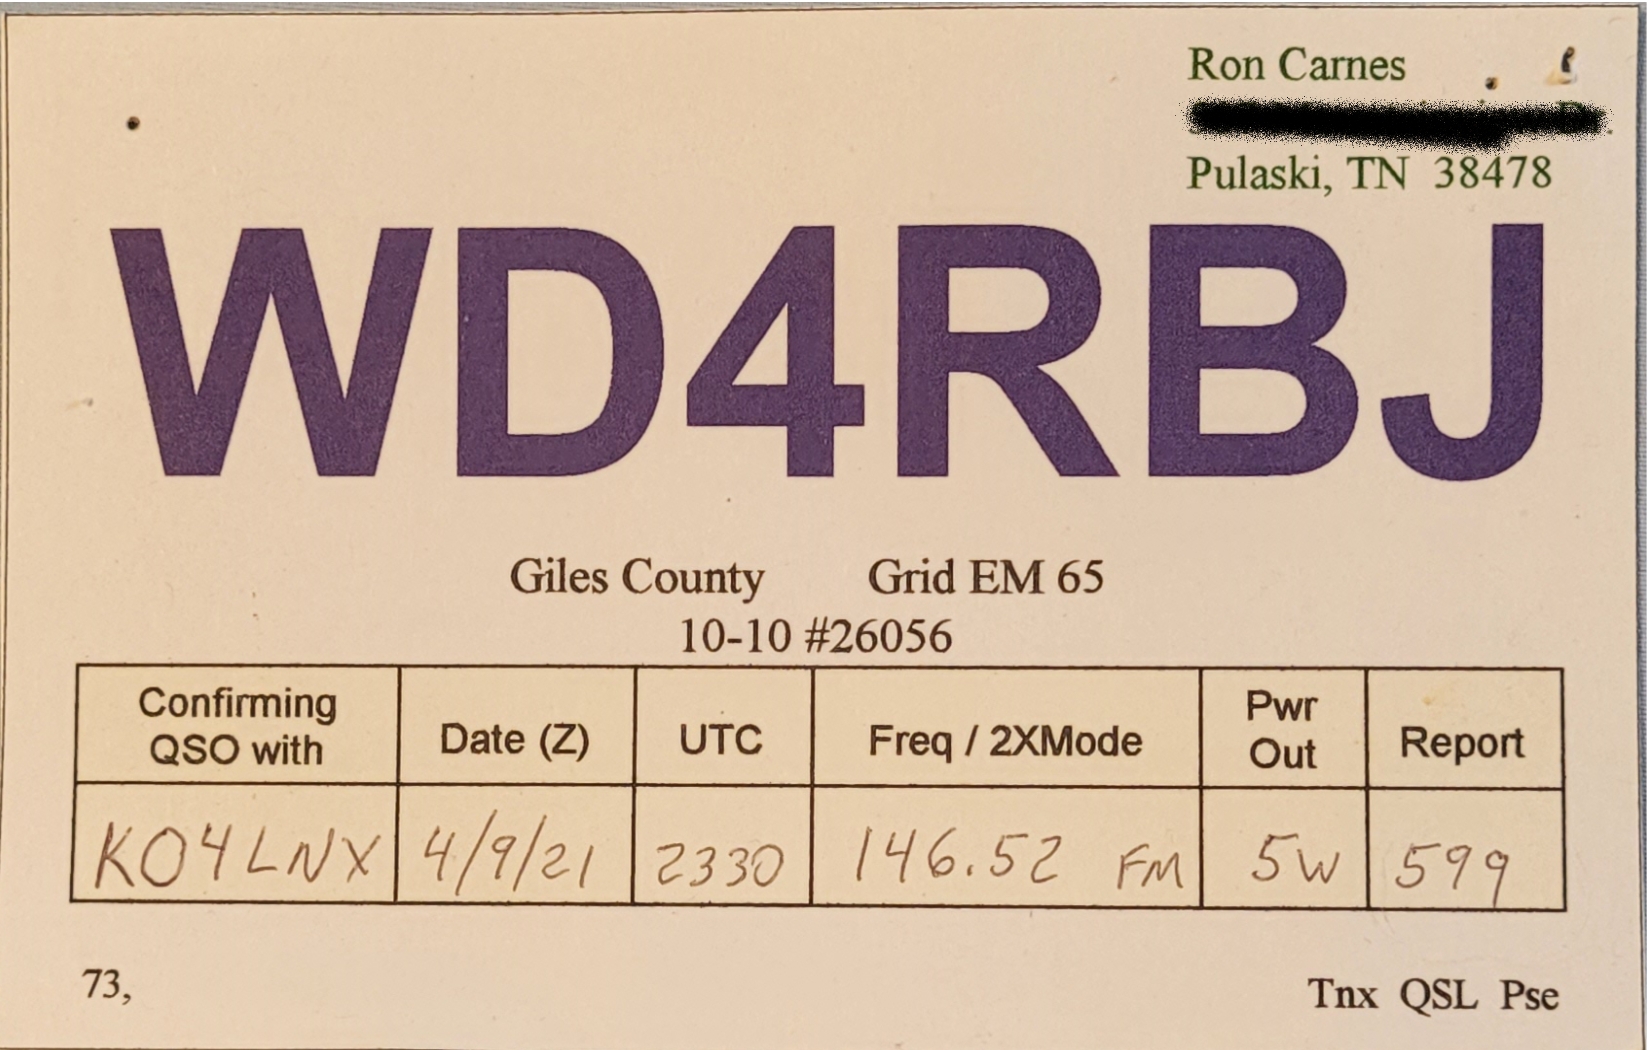 Ron Carnes
Pulaski, TN 38478
WD4RBJ
Giles County Grid EM 65
10-10 #26056
Confirming QSO with Date (Z) UTC Freq / 2XMode Pwr Out Report
KO4LNX 4/9/21 2330 146.52 FM 5W 599
73, Tnx QSL Pse